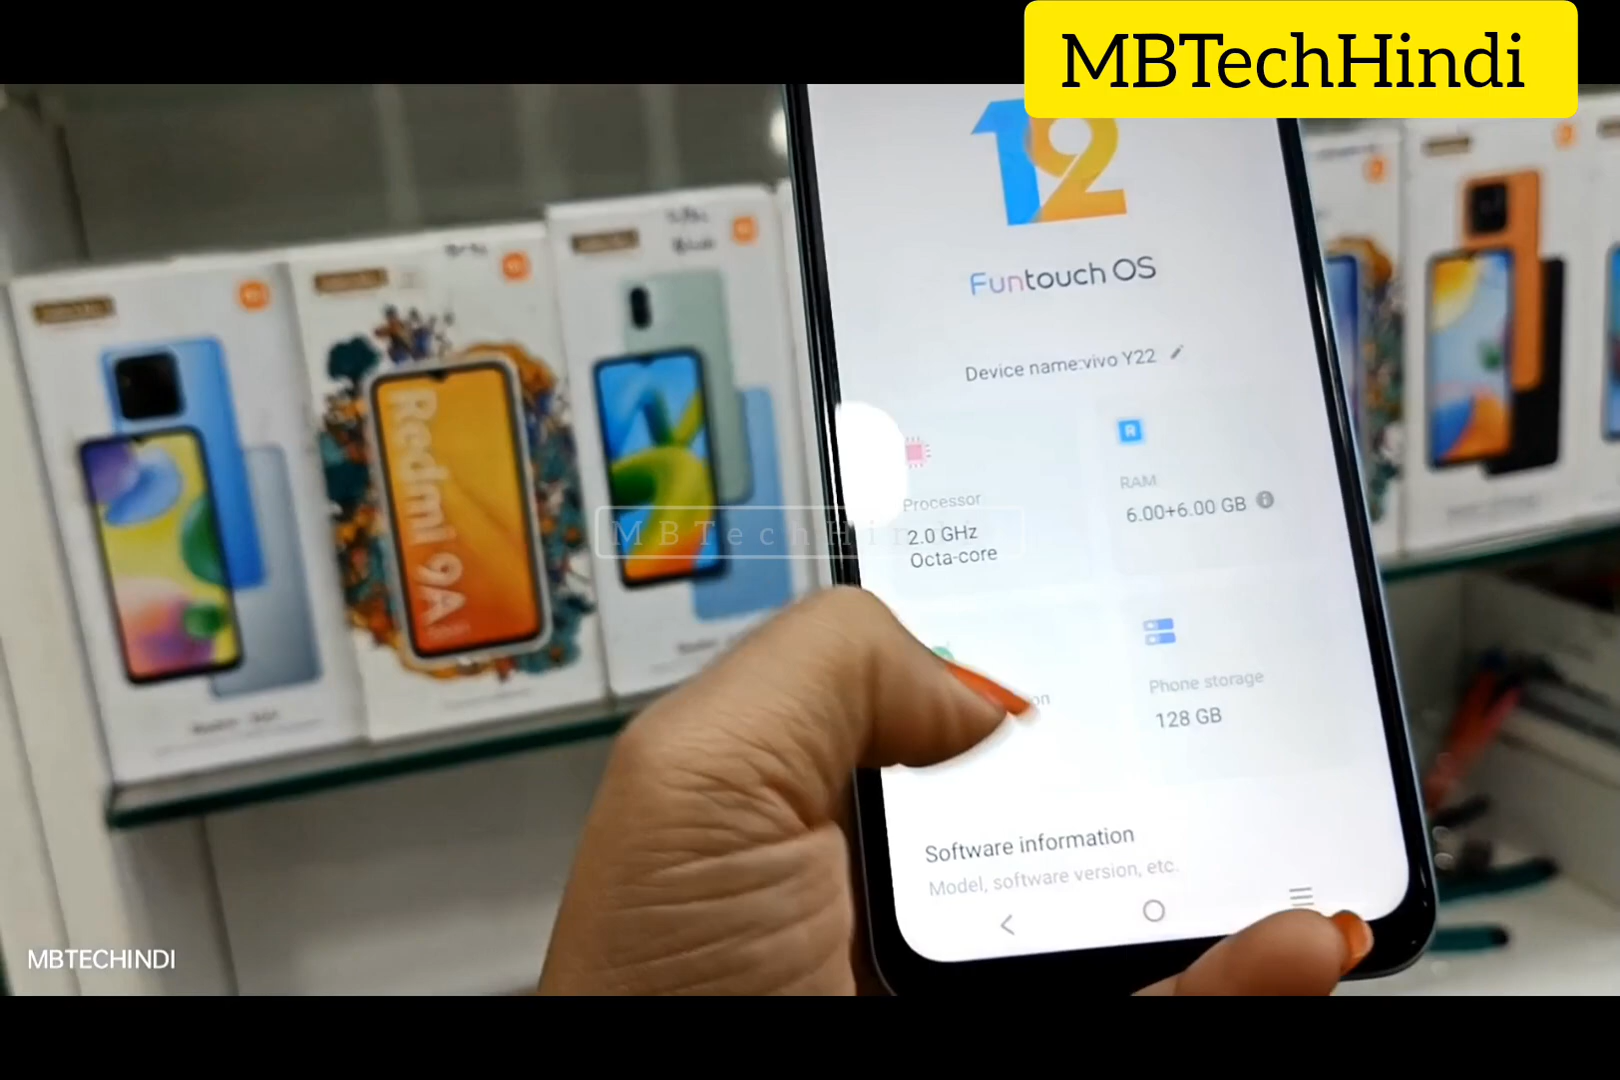 MBTechHindi
12
Funtouch OS
Device name:vivo Y22
Processor
2.0 GHz
Octa-core
R
RAM
6.00+6.00 GB
Phone storage
128 GB
Software information
Model, software version, etc.
Redmi 9A
MBTechHin
MBTECHINDI